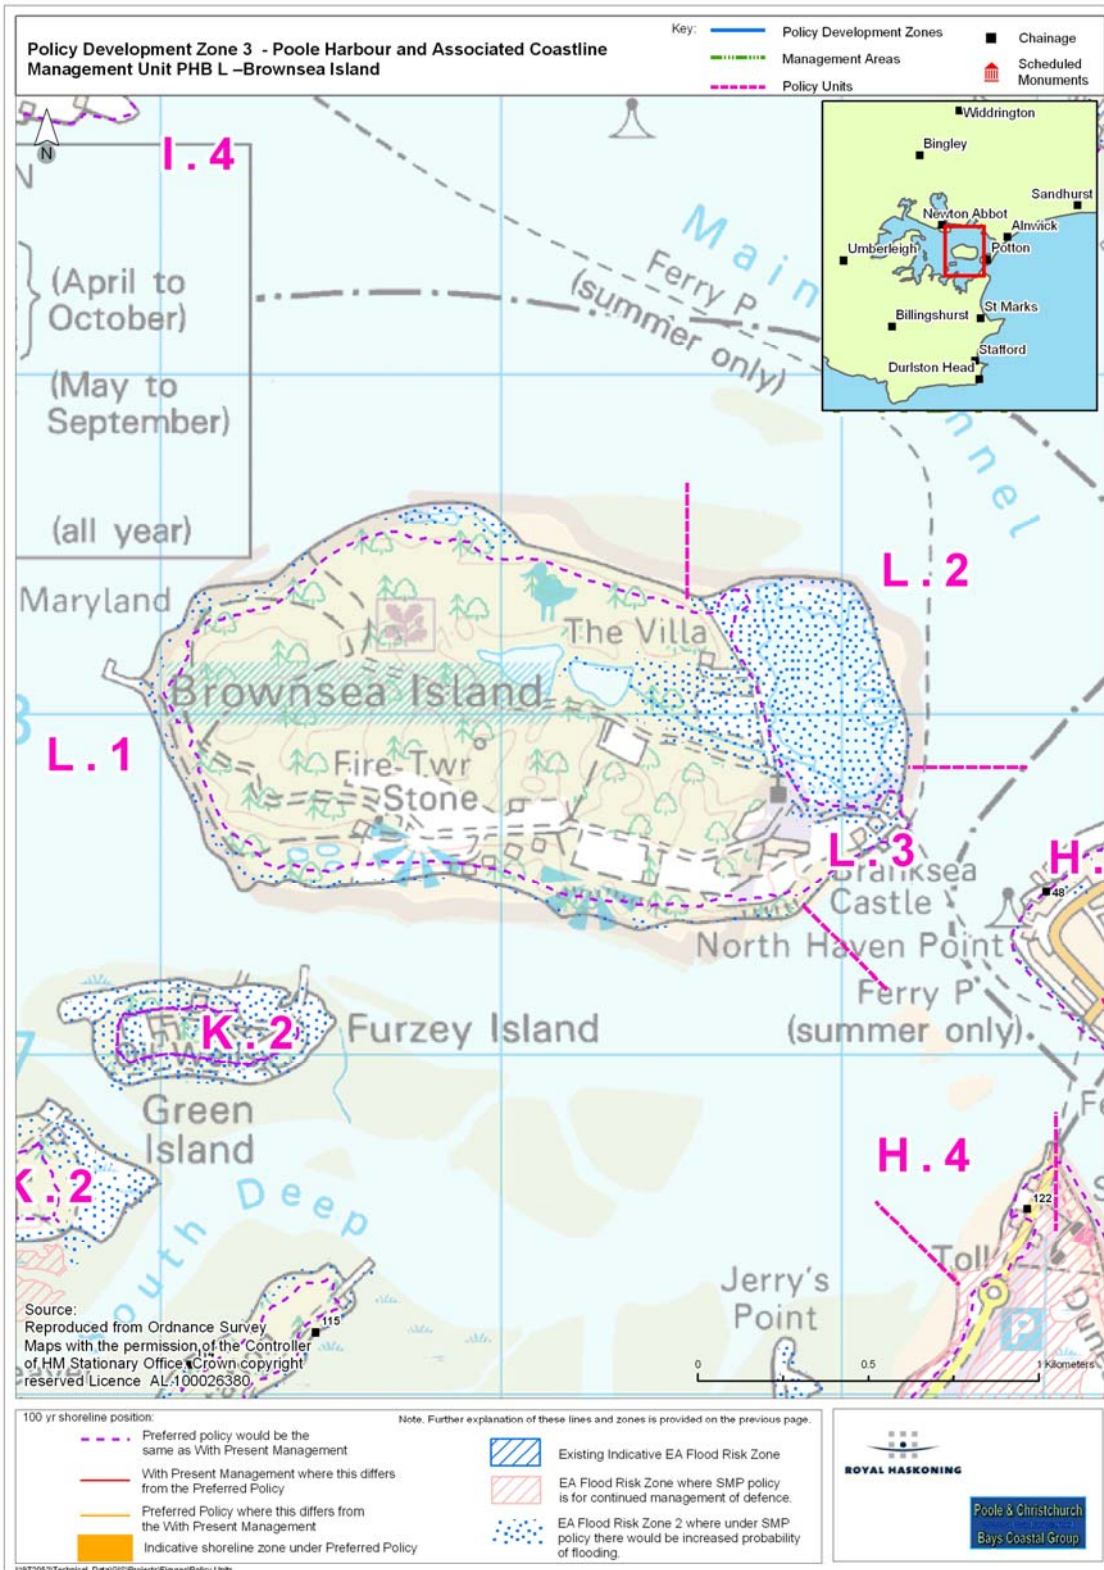 Policy Development Zone 3 - Poole Harbour and Associated Coastline
Management Unit PHB L –Brownsea Island
Key:
Policy Development Zones
Management Areas
Policy Units
Chainage
Scheduled
Monuments
Widdrington
Bingley
Sandhurst
Newton Abbot
Alnwick
Umberleigh
Potton
St Marks
Billingshurst
Stafford
Durlston Head
N
I . 4
(April to
October)
(May to
September)
(all year)
Main
Ferry P
(summer only)
Maryland
L . 2
The Villa
Brownsea Island
L . 1
Fire Twr
Stone
L . 3
Branksea
Castle
H.
48
North Haven Point
Ferry P
(summer only)
K . 2
Furzey Island
Green
Island
K . 2
South Deep
H . 4
122
Toll
Jerry's
Point
P
115
Source:
Reproduced from Ordnance Survey
Maps with the permission of the Controller
of HM Stationary Office, Crown copyright
reserved Licence AL 100026380
0 0.5 1 Kilometers
100 yr shoreline position:
Note. Further explanation of these lines and zones is provided on the previous page.
Preferred policy would be the
same as With Present Management
With Present Management where this differs
from the Preferred Policy
Preferred Policy where this differs from
the With Present Management
Indicative shoreline zone under Preferred Policy
Existing Indicative EA Flood Risk Zone
EA Flood Risk Zone where SMP policy
is for continued management of defence.
EA Flood Risk Zone 2 where under SMP
policy there would be increased probability
of flooding.
ROYAL HASKONING
Poole & Christchurch
Bays Coastal Group